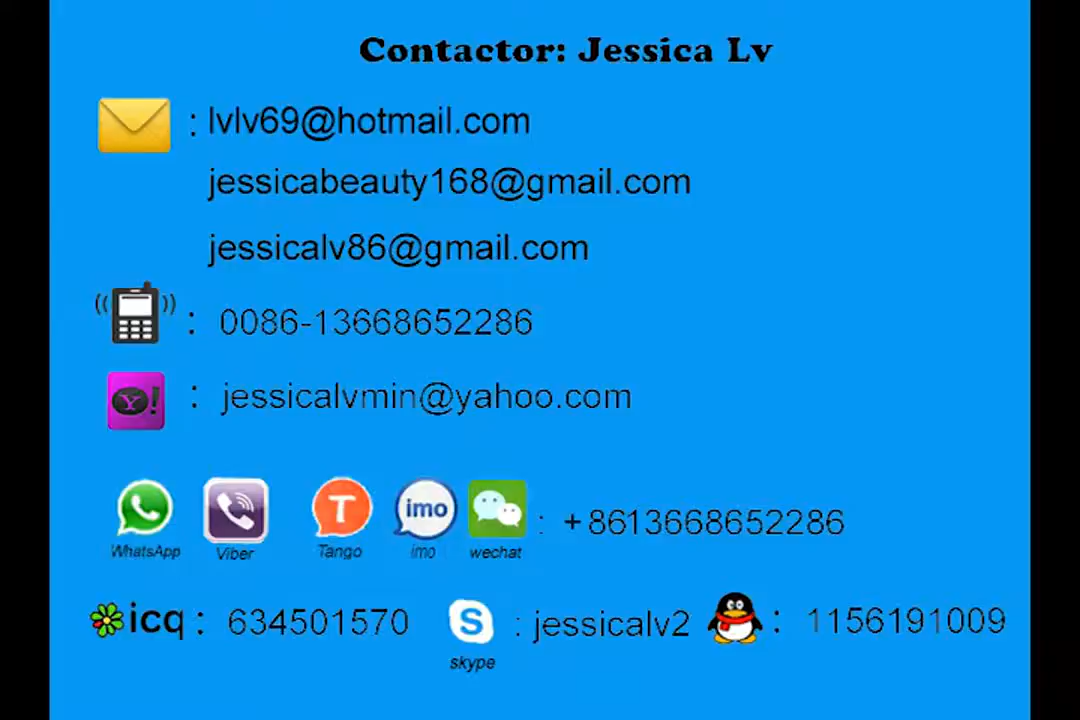 Contactor: Jessica Lv
: lvlv69@hotmail.com
jessicabeauty168@gmail.com
jessicalv86@gmail.com
: 0086-13668652286
Y! : jessicalvmin@yahoo.com
T imo : +8613668652286
WhatsApp Viber Tango imo wechat
icq : 634501570 S : jessicalv2 : 1156191009
skype